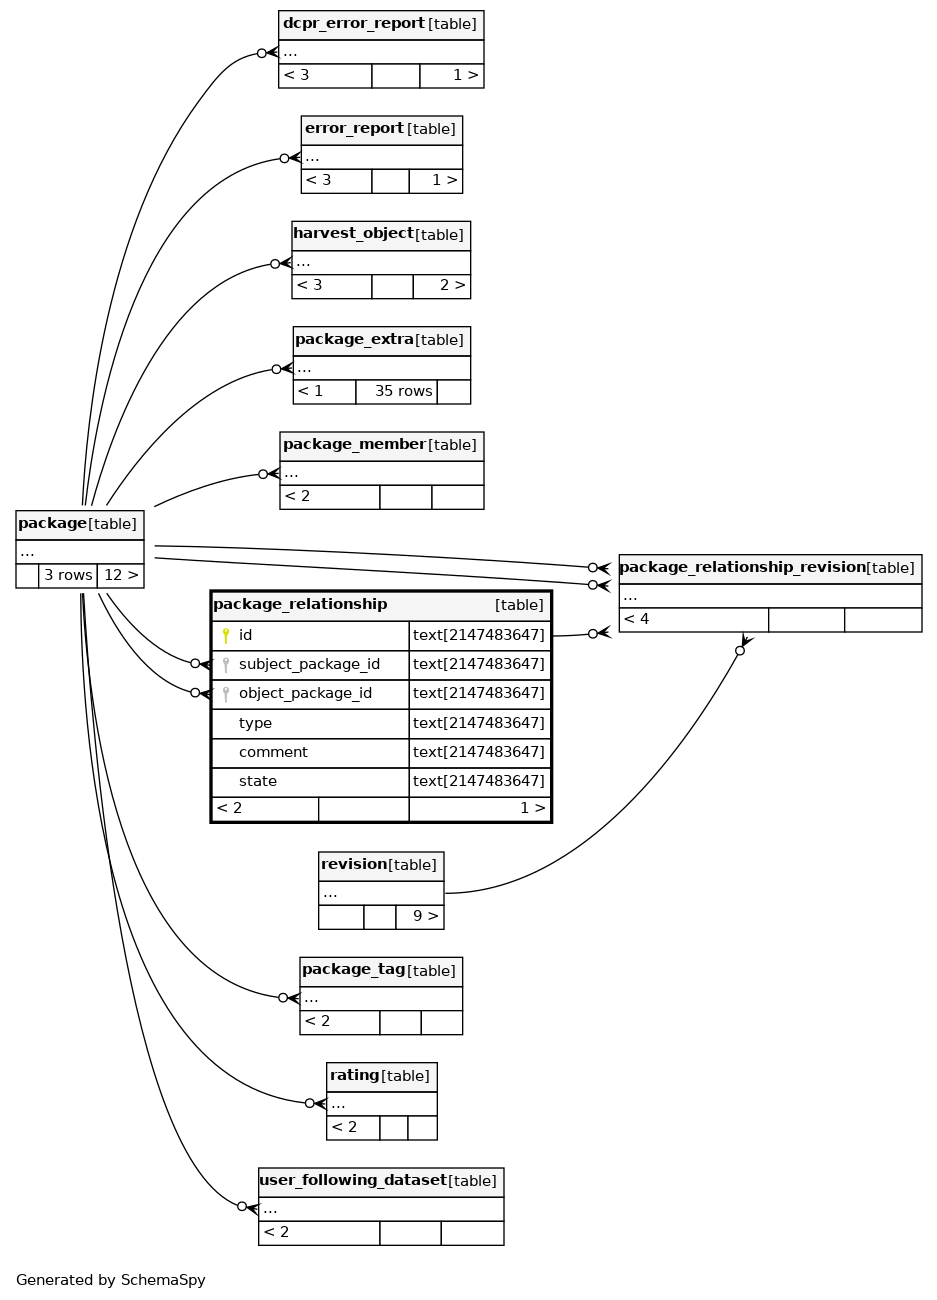 dcpr_error_report [table]
...
< 3 1 >
error_report [table]
...
< 3 1 >
harvest_object [table]
...
< 3 2 >
package_extra [table]
...
< 1 35 rows
package_member [table]
...
< 2
package [table]
...
3 rows 12 >
package_relationship_revision [table]
...
< 4
package_relationship [table]
id text[2147483647]
subject_package_id text[2147483647]
object_package_id text[2147483647]
type text[2147483647]
comment text[2147483647]
state text[2147483647]
< 2 1 >
revision [table]
...
9 >
package_tag [table]
...
< 2
rating [table]
...
< 2
user_following_dataset [table]
...
< 2
Generated by SchemaSpy